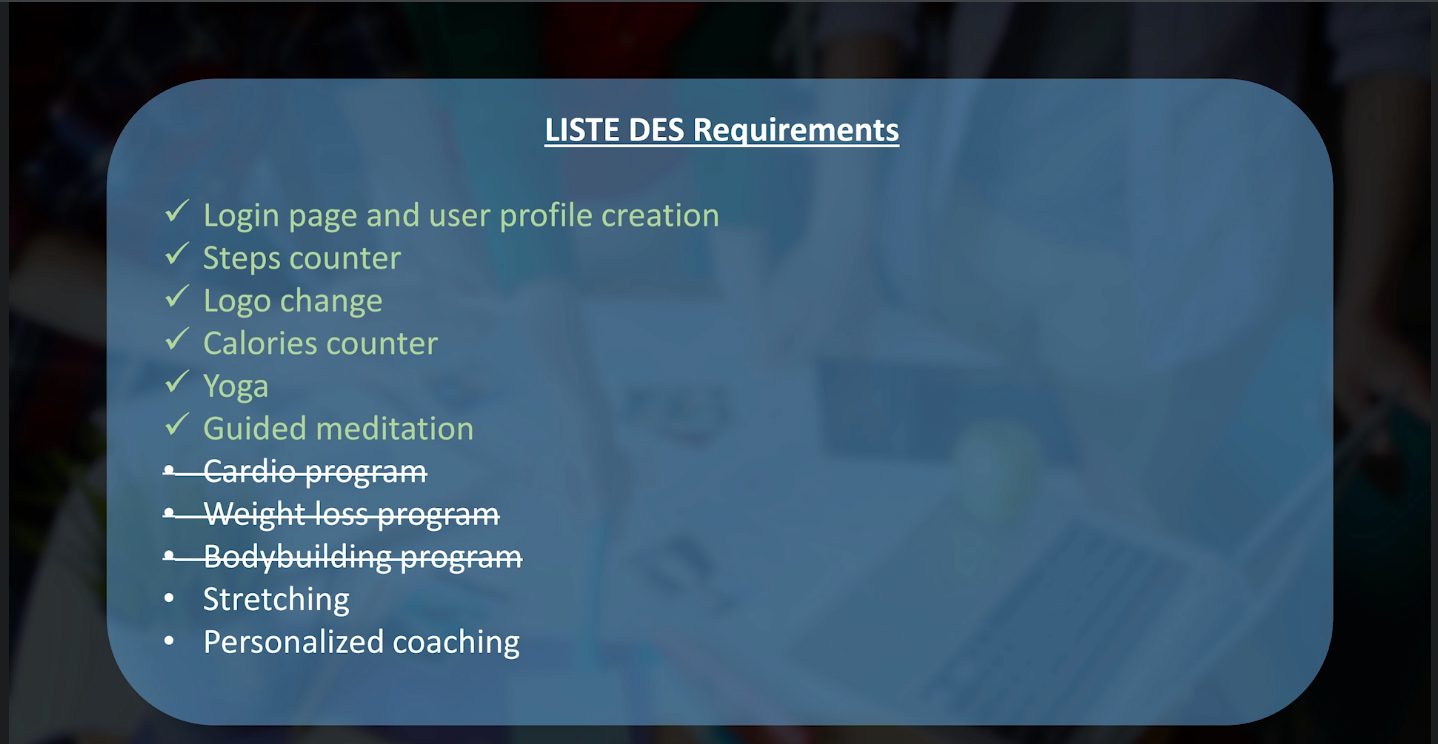 LISTE DES Requirements
✓ Login page and user profile creation
✓ Steps counter
✓ Logo change
✓ Calories counter
✓ Yoga
✓ Guided meditation
• Cardio program
• Weight loss program
• Bodybuilding program
• Stretching
• Personalized coaching